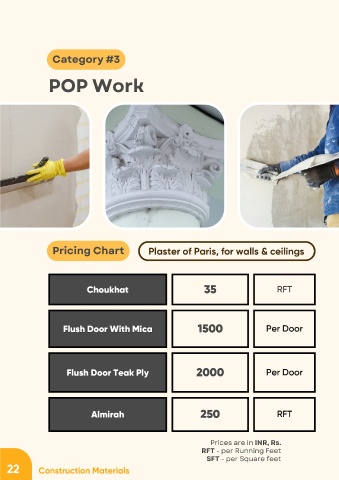 Category #3
POP Work
Pricing Chart
Plaster of Paris, for walls & ceilings
Choukhat 35 RFT
Flush Door With Mica 1500 Per Door
Flush Door Teak Ply 2000 Per Door
Almirah 250 RFT
Prices are in INR, Rs.
RFT - per Running Feet
SFT - per Square feet
22 Construction Materials